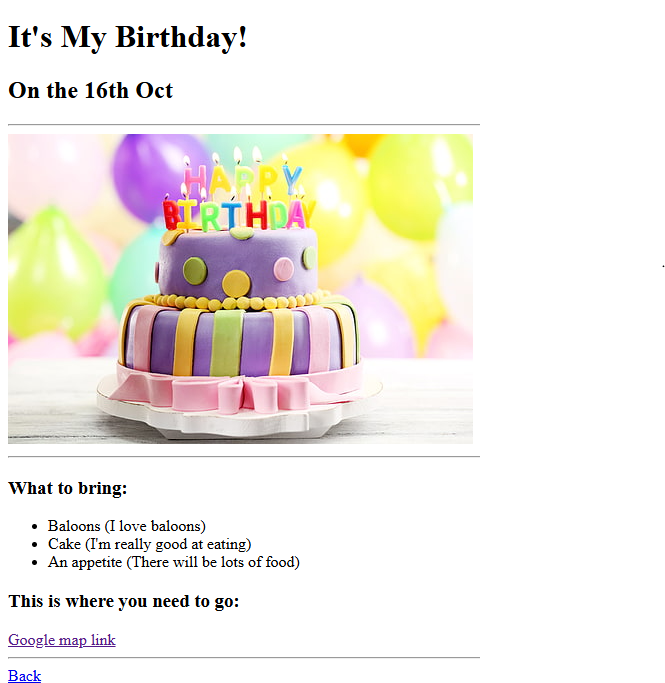 It's My Birthday!
On the 16th Oct
HAPPY
BIRTHDAY
What to bring:
Baloons (I love baloons)
Cake (I'm really good at eating)
An appetite (There will be lots of food)
This is where you need to go:
Google map link
Back